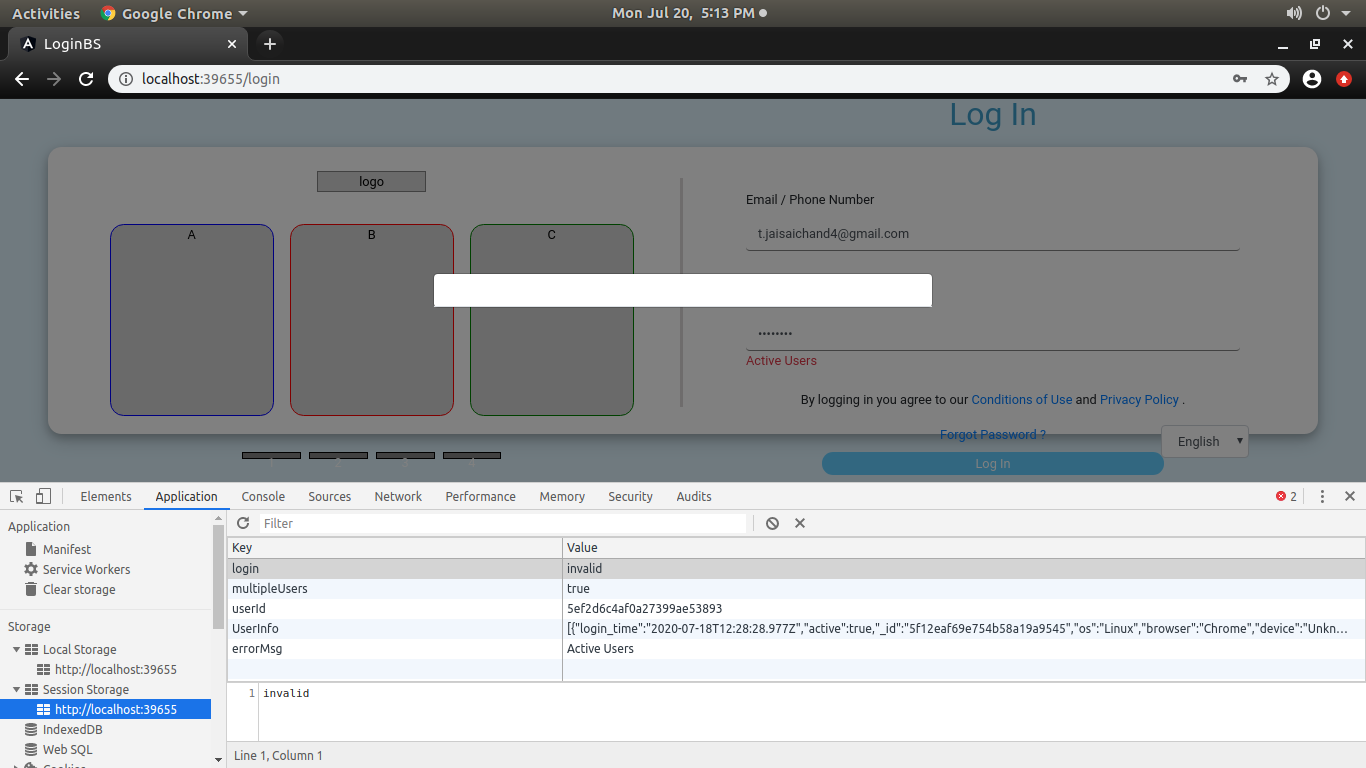 Activities Google Chrome Mon Jul 20, 5:13 PM
LoginBS
localhost:39655/login
Log In
logo
A B C
Email / Phone Number
t.jaisaichand4@gmail.com
••••••••
Active Users
By logging in you agree to our Conditions of Use and Privacy Policy .
Forgot Password ?
English
1 2 3 4
Log In
Elements Application Console Sources Network Performance Memory Security Audits 2
Application
Manifest
Service Workers
Clear storage
Storage
Local Storage
http://localhost:39655
Session Storage
http://localhost:39655
IndexedDB
Web SQL
Cookies
Filter
Key Value
login invalid
multipleUsers true
userId 5ef2d6c4af0a27399ae53893
UserInfo [{"login_time":"2020-07-18T12:28:28.977Z","active":true,"_id":"5f12eaf69e754b58a19a9545","os":"Linux","browser":"Chrome","device":"Unkn…
errorMsg Active Users
1 invalid
Line 1, Column 1